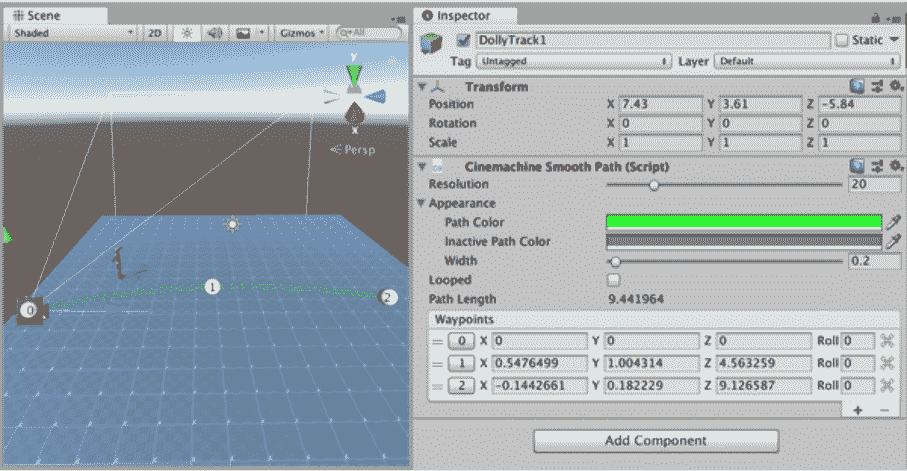 Scene
Shaded 2D Gizmos All
y
x
Persp
0 1 2
Inspector
DollyTrack1 Static
Tag Untagged Layer Default
Transform
Position X 7.43 Y 3.61 Z -5.84
Rotation X 0 Y 0 Z 0
Scale X 1 Y 1 Z 1
Cinemachine Smooth Path (Script)
Resolution 20
Appearance
Path Color
Inactive Path Color
Width 0.2
Looped
Path Length 9.441964
Waypoints
0 X 0 Y 0 Z 0 Roll 0
1 X 0.5476499 Y 1.004314 Z 4.563259 Roll 0
2 X -0.1442661 Y 0.182229 Z 9.126587 Roll 0
+ −
Add Component